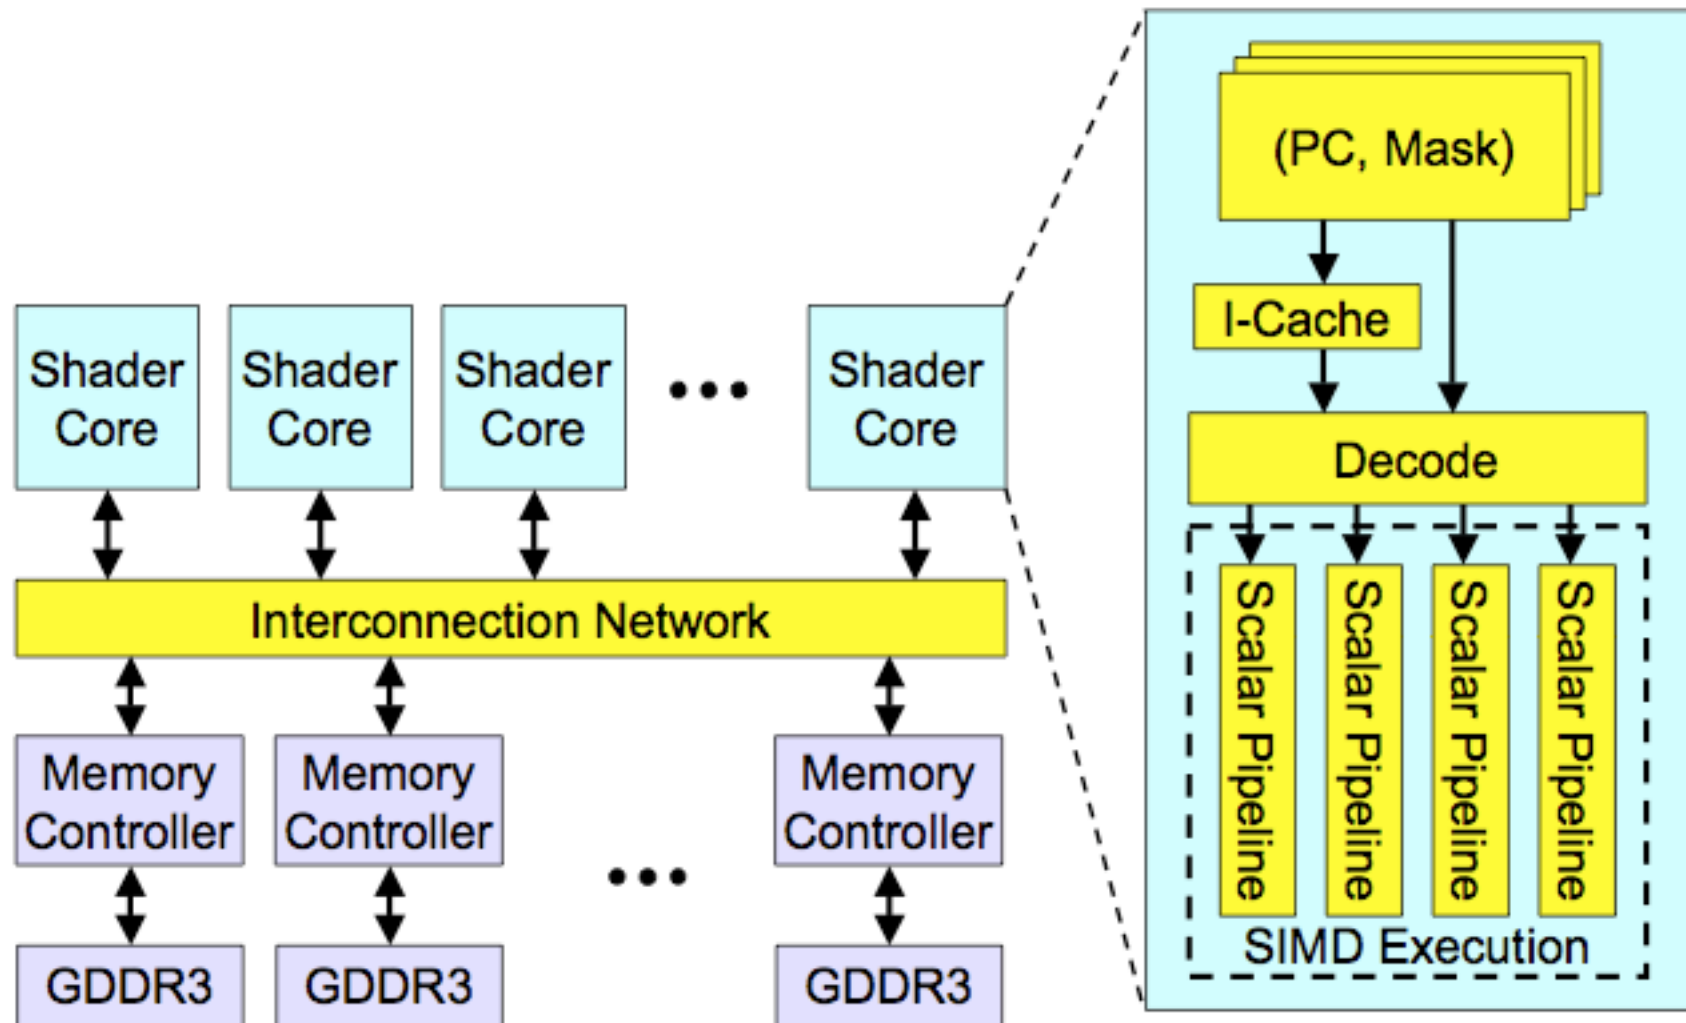 (PC, Mask)
I-Cache
Decode
Scalar Pipeline
Scalar Pipeline
Scalar Pipeline
Scalar Pipeline
SIMD Execution
Shader
Core
Shader
Core
Shader
Core
Shader
Core
Interconnection Network
Memory
Controller
Memory
Controller
Memory
Controller
GDDR3
GDDR3
GDDR3